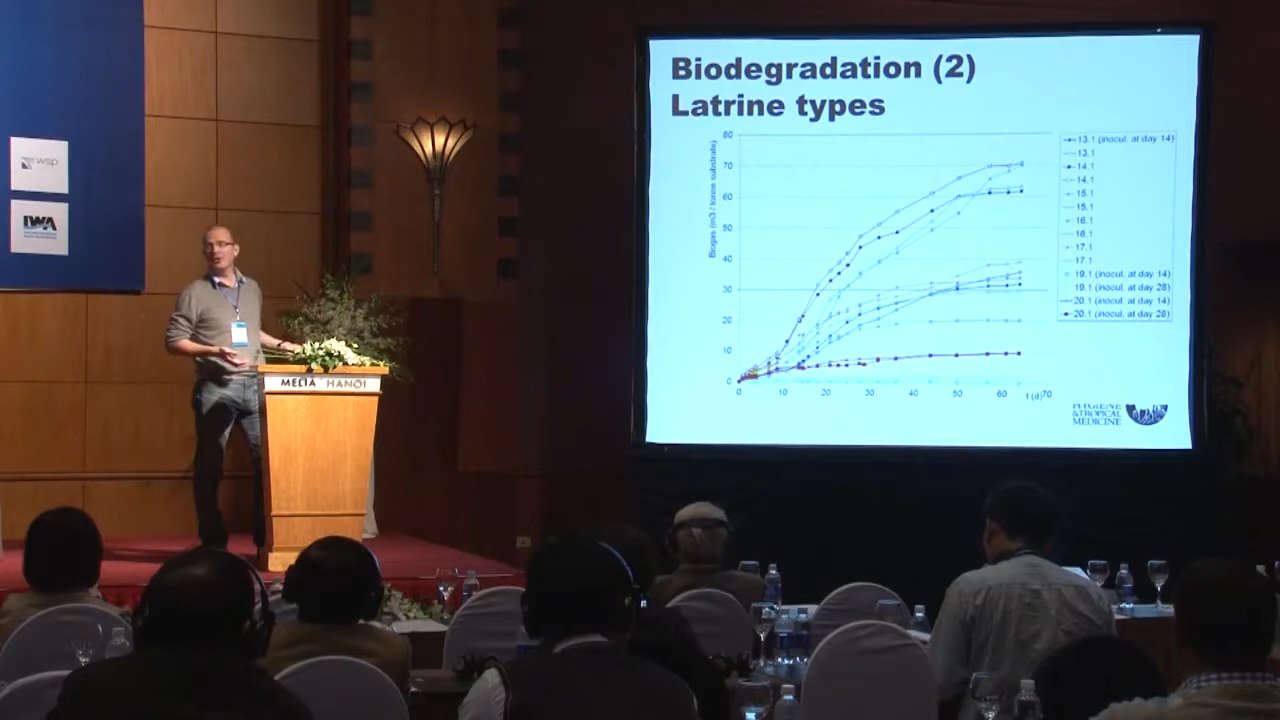 wsp
IWA
MELIA HANOI
Biodegradation (2)
Latrine types
Biogas (m3 / tonne substrate)
80
70
60
50
40
30
20
10
0
0 10 20 30 40 50 60 t (d) 70
13.1 (inocul. at day 14)
13.1
14.1
14.1
15.1
15.1
16.1
16.1
17.1
17.1
19.1 (inocul. at day 14)
19.1 (inocul. at day 28)
20.1 (inocul. at day 14)
20.1 (inocul. at day 28)
HYGIENE
&TROPICAL
MEDICINE